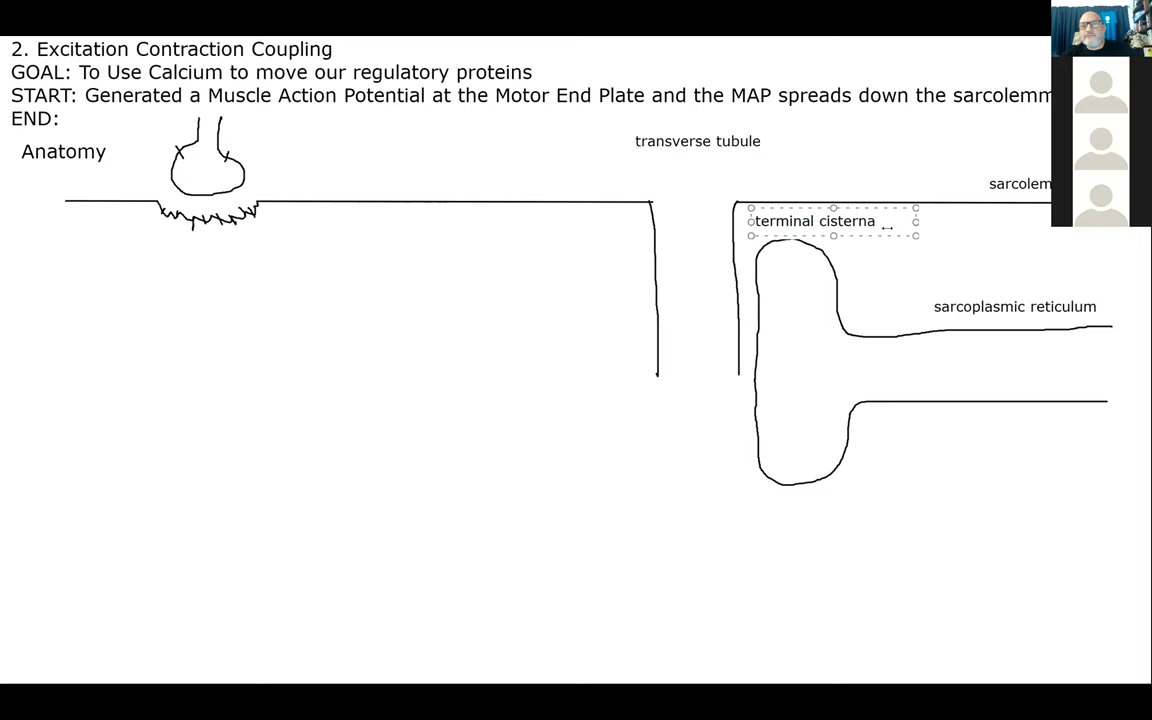 2. Excitation Contraction Coupling
GOAL: To Use Calcium to move our regulatory proteins
START: Generated a Muscle Action Potential at the Motor End Plate and the MAP spreads down the sarcolemm
END:
Anatomy
transverse tubule
sarcolem
terminal cisterna
sarcoplasmic reticulum